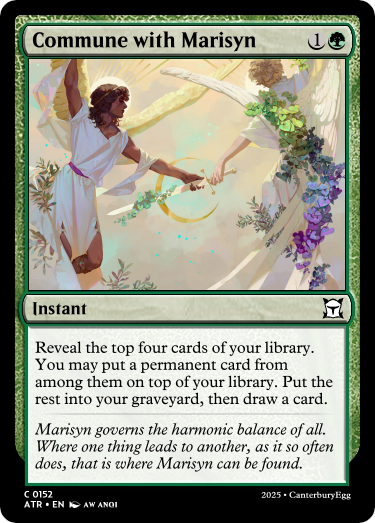 Commune with Marisyn 1
Instant
Reveal the top four cards of your library.
You may put a permanent card from
among them on top of your library. Put the
rest into your graveyard, then draw a card.
Marisyn governs the harmonic balance of all.
Where one thing leads to another, as it so often
does, that is where Marisyn can be found.
C 0152
ATR • EN AW ANOI 2025 • CanterburyEgg